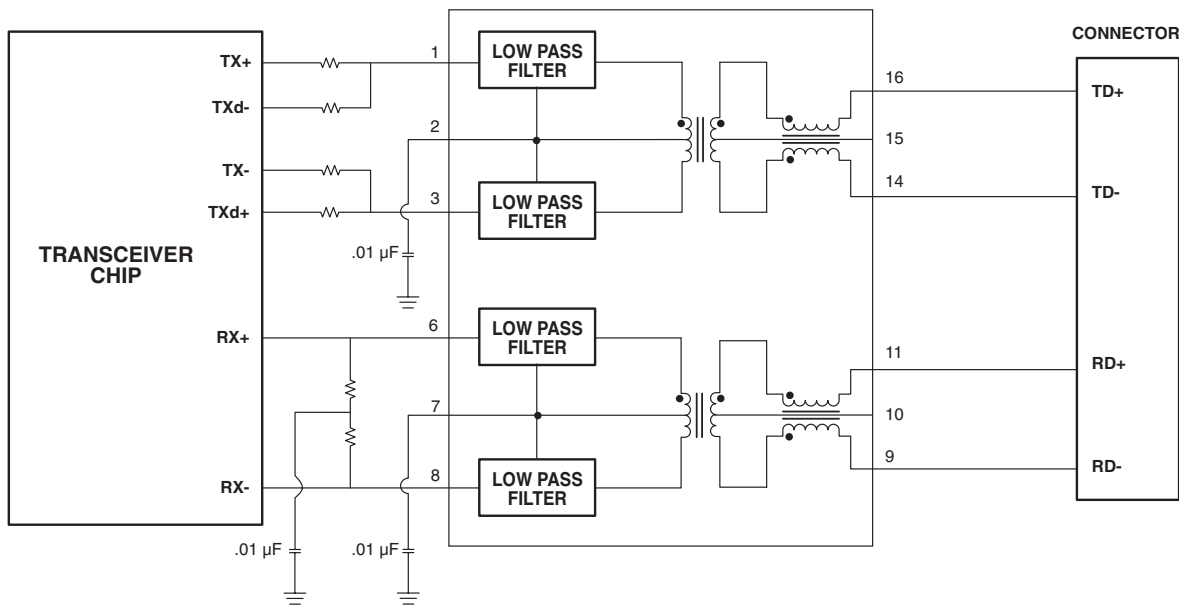 CONNECTOR
TX+
1
LOW PASS
FILTER
16
TD+
TXd-
2
15
TX-
3
LOW PASS
FILTER
14
TD-
TXd+
.01 µF
TRANSCEIVER
CHIP
RX+
6
LOW PASS
FILTER
11
RD+
7
10
RX-
8
LOW PASS
FILTER
9
RD-
.01 µF
.01 µF